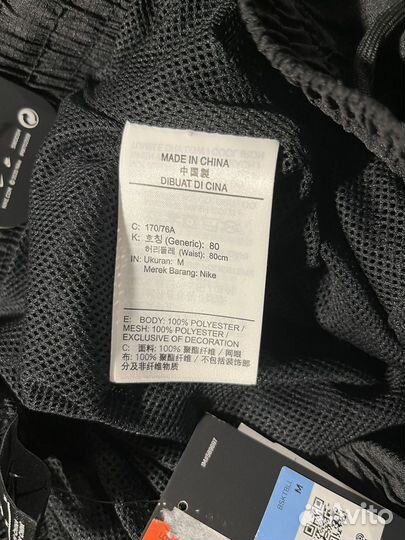 MADE IN CHINA
中國製
DIBUAT DI CINA
C: 170/76A
K: 호칭 (Generic): 80
허리둘레 (Waist): 80cm
IN: Ukuran: M
Merek Barang: Nike
E: BODY: 100% POLYESTER /
MESH: 100% POLYESTER /
EXCLUSIVE OF DECORATION
C: 面料: 100% 聚酯纤维 / 网眼
布: 100% 聚酯纤维 / 不包括装饰部
分及非纤维物质
BSKTBLL
M
Avito